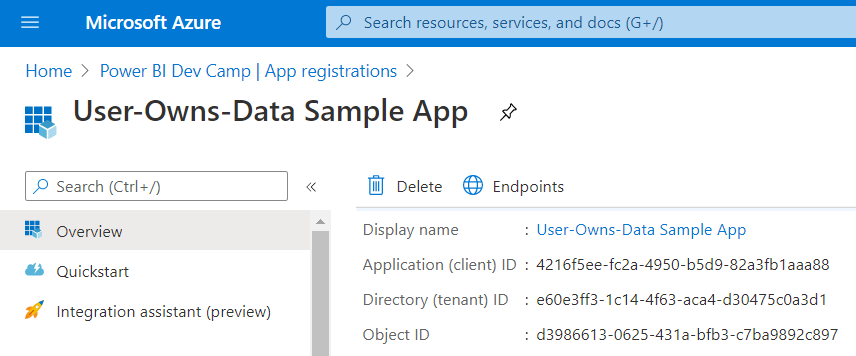 Microsoft Azure
Search resources, services, and docs (G+/)
Home > Power BI Dev Camp | App registrations >
User-Owns-Data Sample App
Search (Ctrl+/)
«
Delete
Endpoints
Overview
Quickstart
Integration assistant (preview)
Display name : User-Owns-Data Sample App
Application (client) ID : 4216f5ee-fc2a-4950-b5d9-82a3fb1aaa88
Directory (tenant) ID : e60e3ff3-1c14-4f63-aca4-d30475c0a3d1
Object ID : d3986613-0625-431a-bfb3-c7ba9892c897